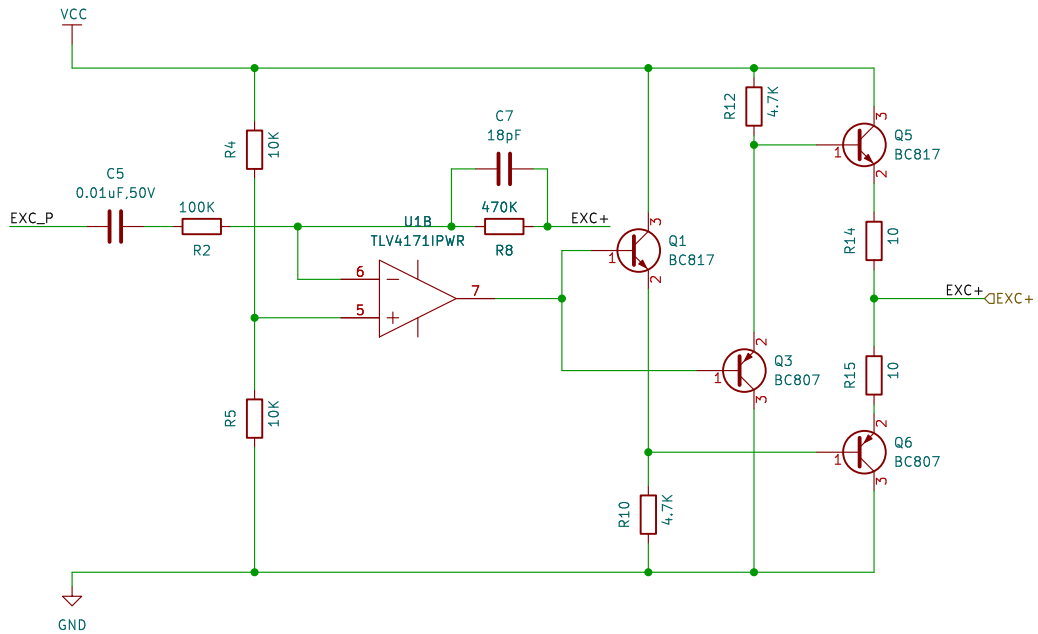 VCC
R12
4.7K
C7
18pF
3
Q5
BC817
1
2
R4
10K
C5
0.01uF,50V
EXC_P
100K
R2
U1B
TLV4171IPWR
470K
R8
EXC+
3
Q1
BC817
1
2
R14
10
6
5
7
EXC+
EXC+
2
Q3
BC807
1
3
R15
10
R5
10K
2
Q6
BC807
1
3
R10
4.7K
GND